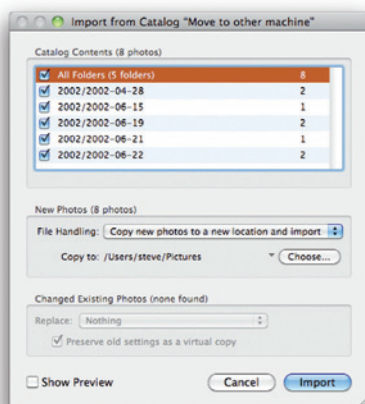 Import from Catalog "Move to other machine"
Catalog Contents (8 photos)
All Folders (5 folders) 8
2002/2002-04-28 2
2002/2002-06-15 1
2002/2002-06-19 2
2002/2002-06-21 1
2002/2002-06-22 2
New Photos (8 photos)
File Handling: Copy new photos to a new location and import
Copy to: /Users/steve/Pictures Choose...
Changed Existing Photos (none found)
Replace: Nothing
Preserve old settings as a virtual copy
Show Preview Cancel Import